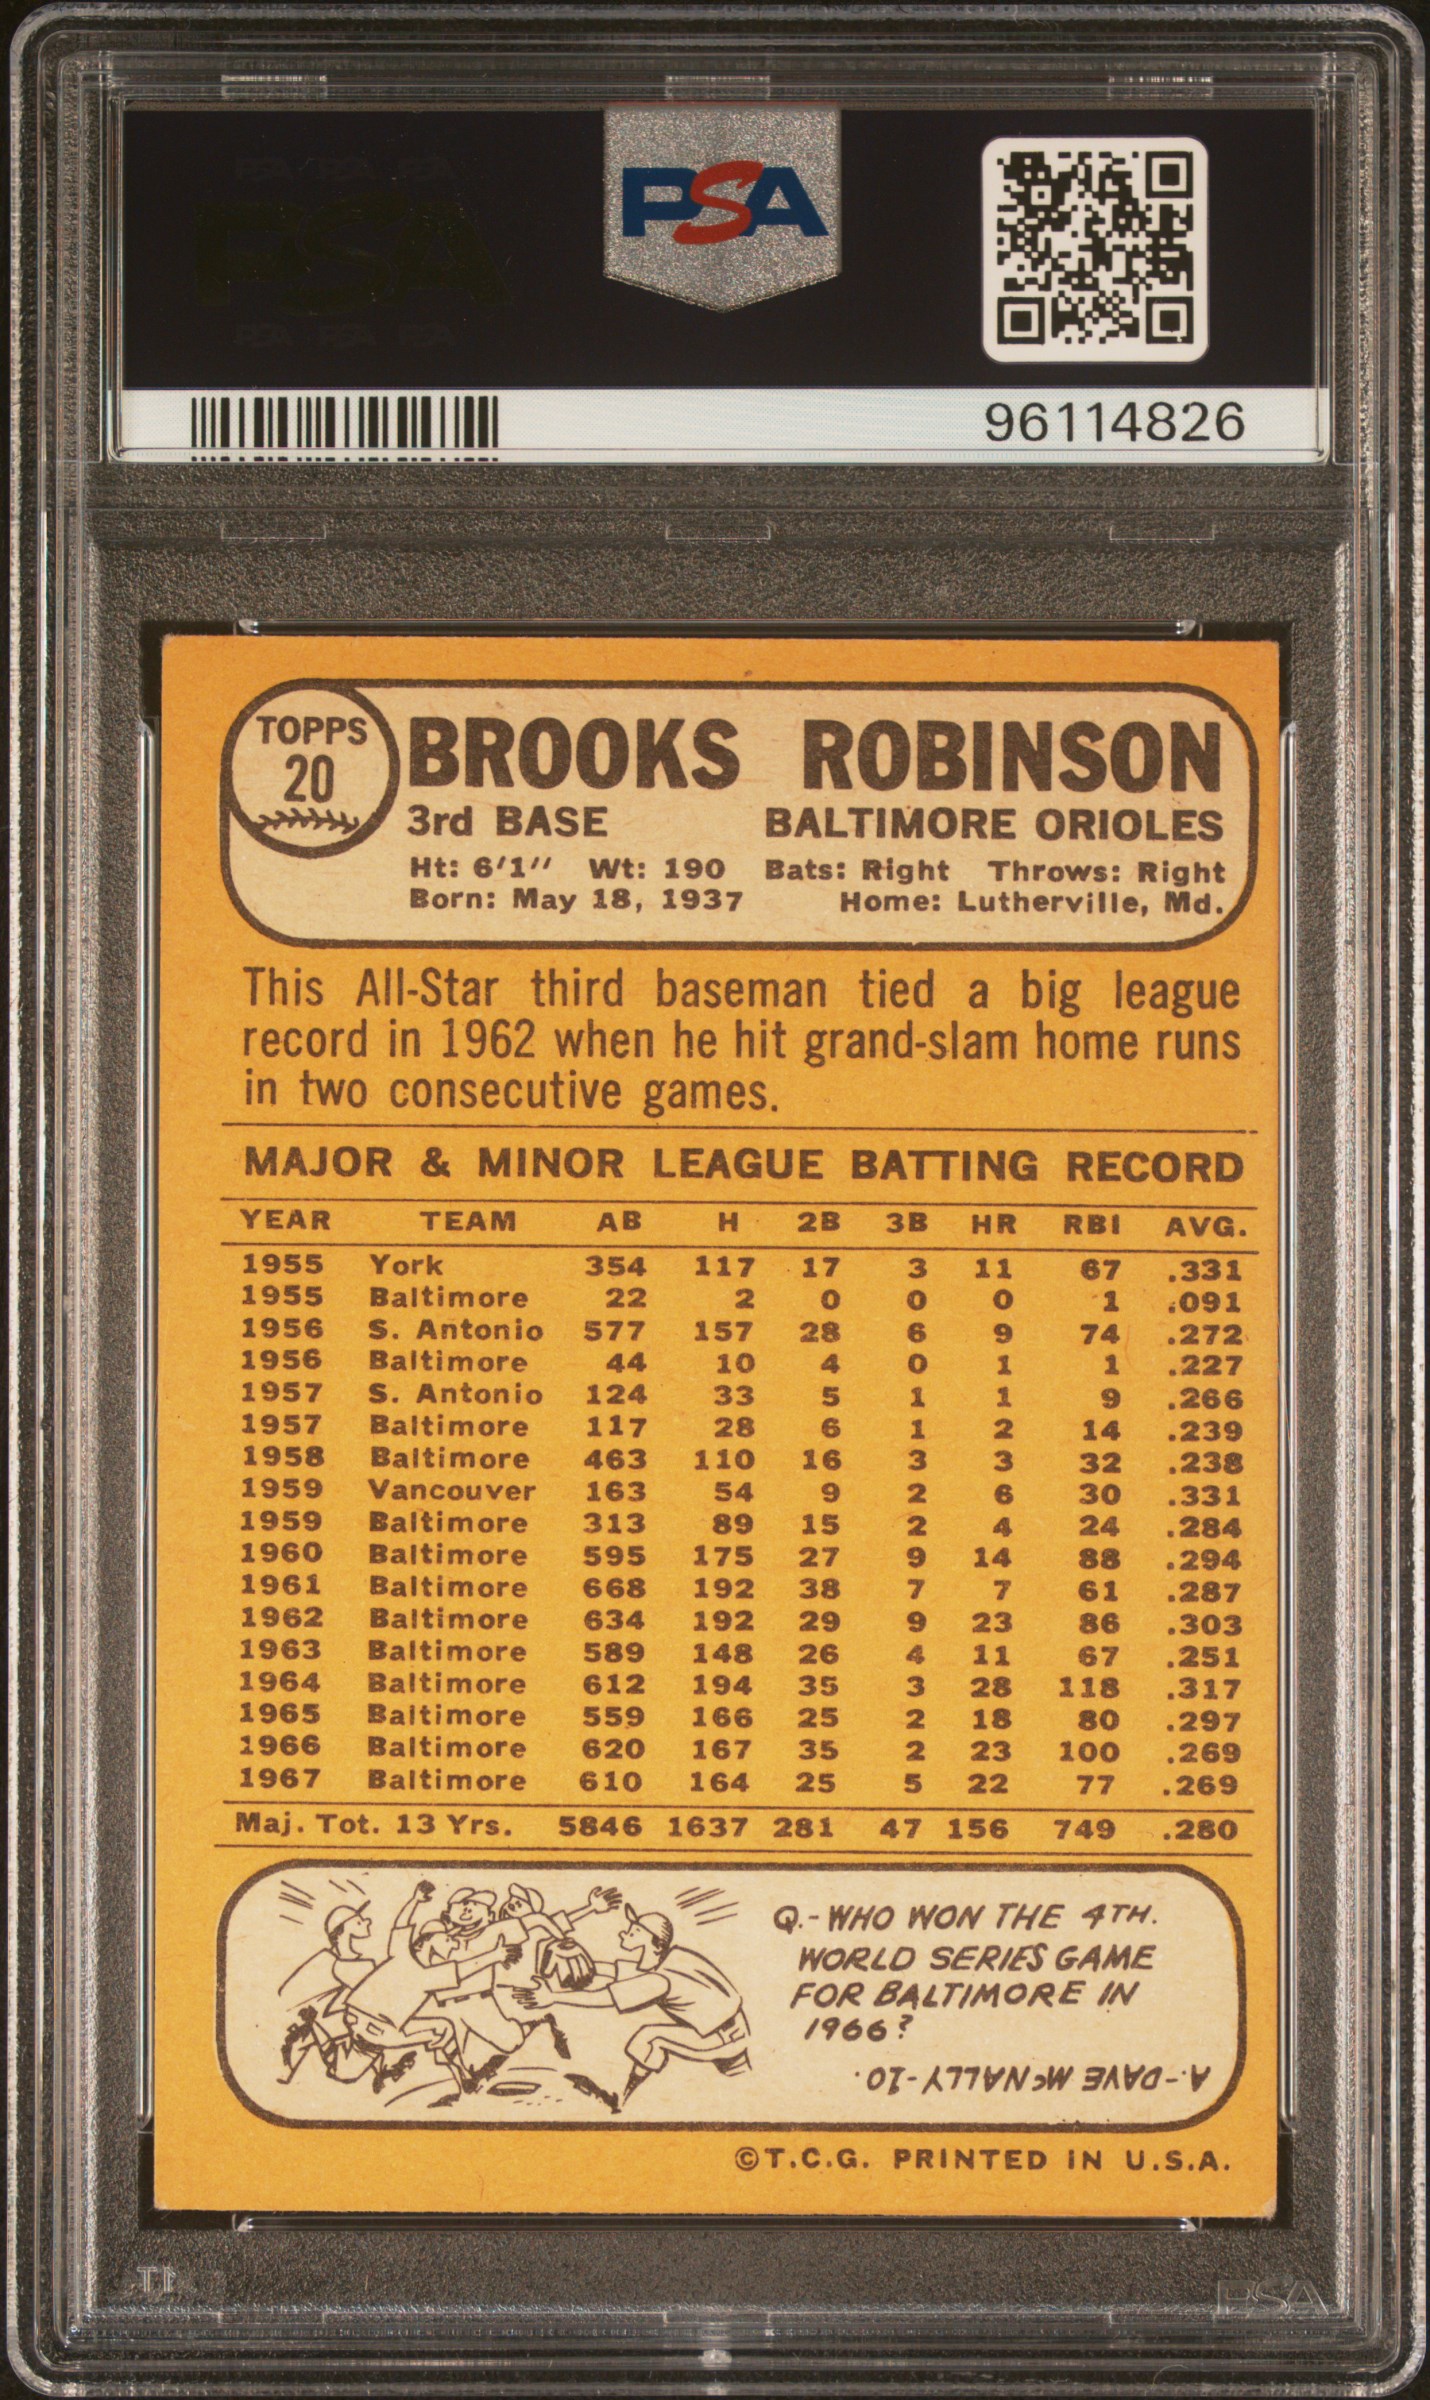 PSA
96114826
TOPPS
20
BROOKS ROBINSON
3rd BASE BALTIMORE ORIOLES
Ht: 6'1" Wt: 190 Bats: Right Throws: Right
Born: May 18, 1937 Home: Lutherville, Md.
This All-Star third baseman tied a big league
record in 1962 when he hit grand-slam home runs
in two consecutive games.
MAJOR & MINOR LEAGUE BATTING RECORD
YEAR TEAM AB H 2B 3B HR RBI AVG.
1955 York 354 117 17 3 11 67 .331
1955 Baltimore 22 2 0 0 0 1 .091
1956 S. Antonio 577 157 28 6 9 74 .272
1956 Baltimore 44 10 4 0 1 1 .227
1957 S. Antonio 124 33 5 1 1 9 .266
1957 Baltimore 117 28 6 1 2 14 .239
1958 Baltimore 463 110 16 3 3 32 .238
1959 Vancouver 163 54 9 2 6 30 .331
1959 Baltimore 313 89 15 2 4 24 .284
1960 Baltimore 595 175 27 9 14 88 .294
1961 Baltimore 668 192 38 7 7 61 .287
1962 Baltimore 634 192 29 9 23 86 .303
1963 Baltimore 589 148 26 4 11 67 .251
1964 Baltimore 612 194 35 3 28 118 .317
1965 Baltimore 559 166 25 2 18 80 .297
1966 Baltimore 620 167 35 2 23 100 .269
1967 Baltimore 610 164 25 5 22 77 .269
Maj. Tot. 13 Yrs. 5846 1637 281 47 156 749 .280
Q.-WHO WON THE 4TH.
WORLD SERIES GAME
FOR BALTIMORE IN
1966?
A.-DAVE McNALLY-10.
©T.C.G. PRINTED IN U.S.A.
PSA